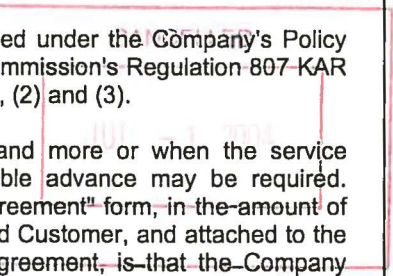 ed under the Company's Policy
ommission's Regulation 807 KAR
, (2) and (3).
and more or when the service
ble advance may be required.
reement" form, in the amount of
d Customer, and attached to the
greement, is that the Company